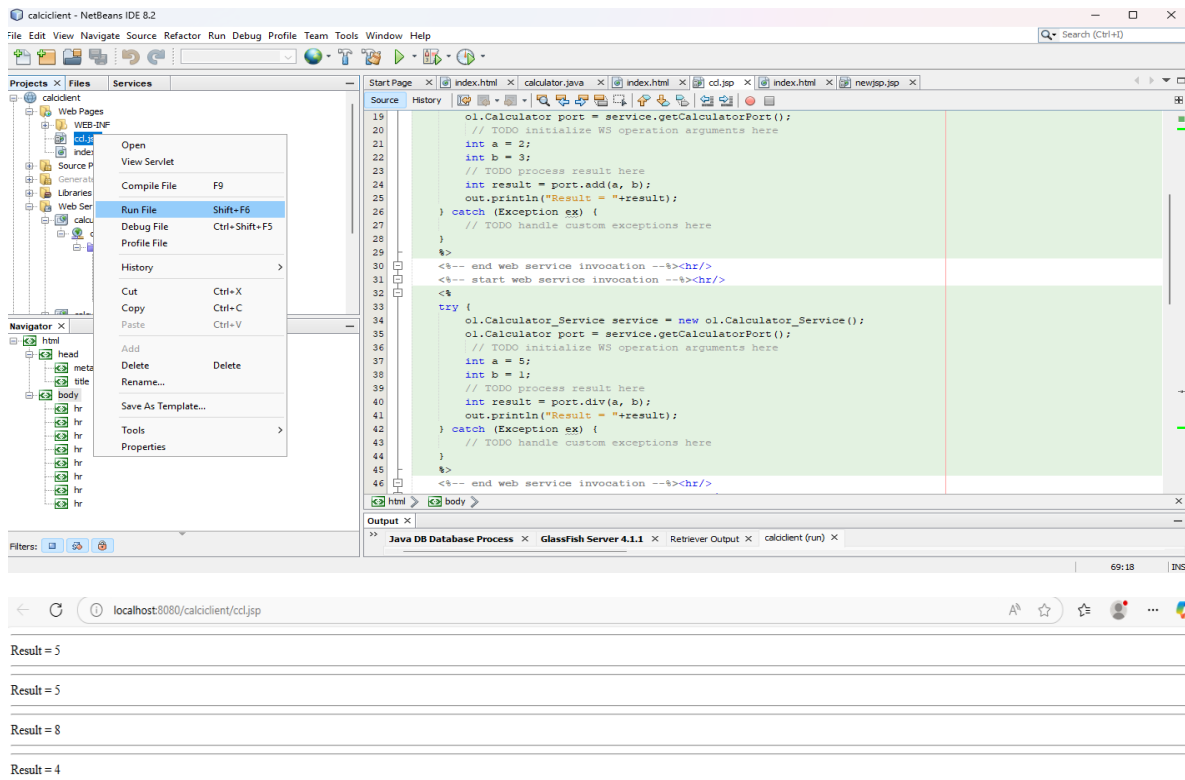 calciclient - NetBeans IDE 8.2
File Edit View Navigate Source Refactor Run Debug Profile Team Tools Window Help
Search (Ctrl+I)
Projects Files Services
calciclient
Web Pages
WEB-INF
ccl.js
index
Source P
Generate
Libraries
Web Ser
calcu
Open
View Servlet
Compile File F9
Run File Shift+F6
Debug File Ctrl+Shift+F5
Profile File
History
Cut Ctrl+X
Copy Ctrl+C
Paste Ctrl+V
Add
Delete Delete
Rename...
Save As Template...
Tools
Properties
Navigator
html
head
meta
title
body
hr
hr
hr
hr
hr
hr
hr
hr
Filters:
Start Page index.html calculator.java index.html ccl.jsp index.html newjsp.jsp
Source History
19 ol.Calculator port = service.getCalculatorPort();
20 // TODO initialize WS operation arguments here
21 int a = 2;
22 int b = 3;
23 // TODO process result here
24 int result = port.add(a, b);
25 out.println("Result = "+result);
26 } catch (Exception ex) {
27 // TODO handle custom exceptions here
28 }
29 %>
30 <%-- end web service invocation --%><hr/>
31 <%-- start web service invocation --%><hr/>
32 <%
33 try {
34 ol.Calculator_Service service = new ol.Calculator_Service();
35 ol.Calculator port = service.getCalculatorPort();
36 // TODO initialize WS operation arguments here
37 int a = 5;
38 int b = 1;
39 // TODO process result here
40 int result = port.div(a, b);
41 out.println("Result = "+result);
42 } catch (Exception ex) {
43 // TODO handle custom exceptions here
44 }
45 %>
46 <%-- end web service invocation --%><hr/>
html body
Output
Java DB Database Process GlassFish Server 4.1.1 Retriever Output calciclient (run)
69:18 INS
localhost:8080/calciclient/ccl.jsp
Result = 5
Result = 5
Result = 8
Result = 4